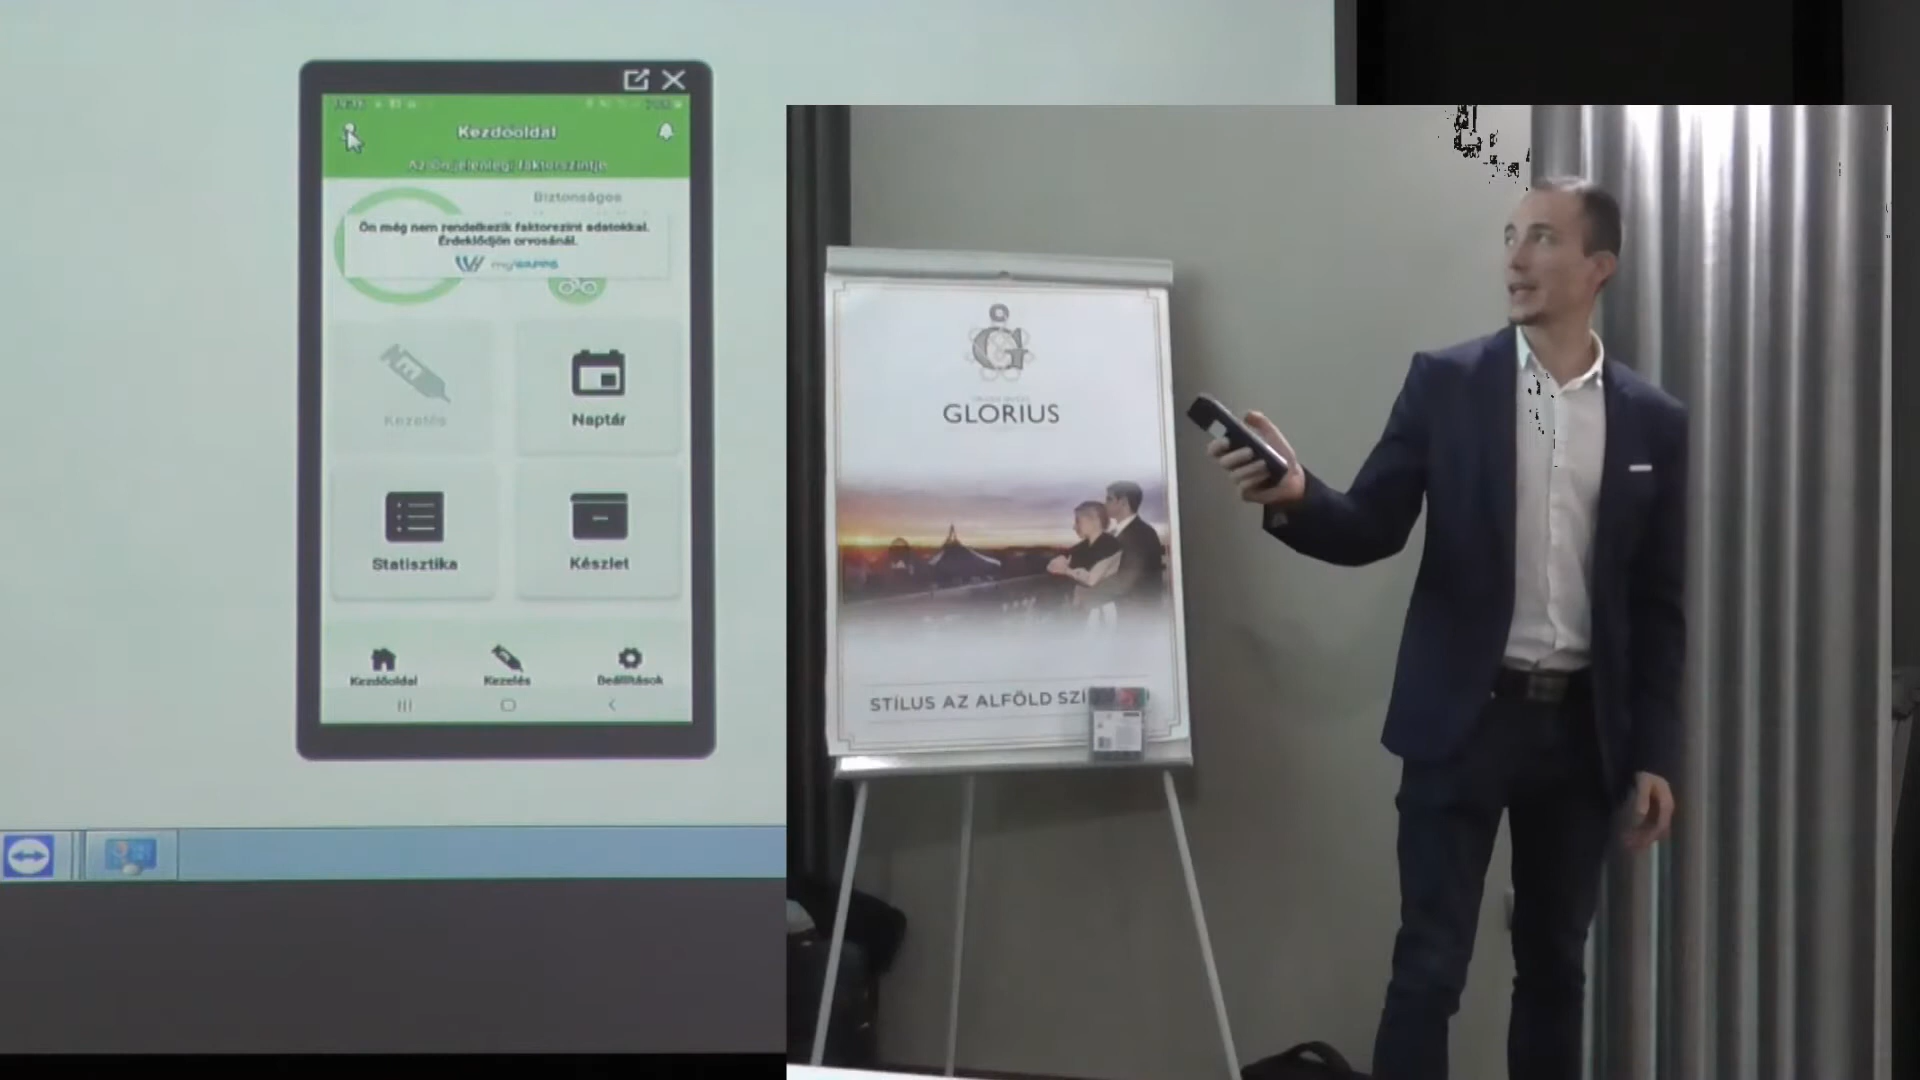 Kezdőoldal
Az Ön jelenlegi faktorszintje
Biztonságos
Ön még nem rendelkezik faktorszint adatokkal.
Érdeklődjön orvosánál.
myWAPPS
Kezelés
Naptár
Statisztika
Készlet
Kezdőoldal
Kezelés
Beállítások
G
GLORIUS
STÍLUS AZ ALFÖLD SZÍ